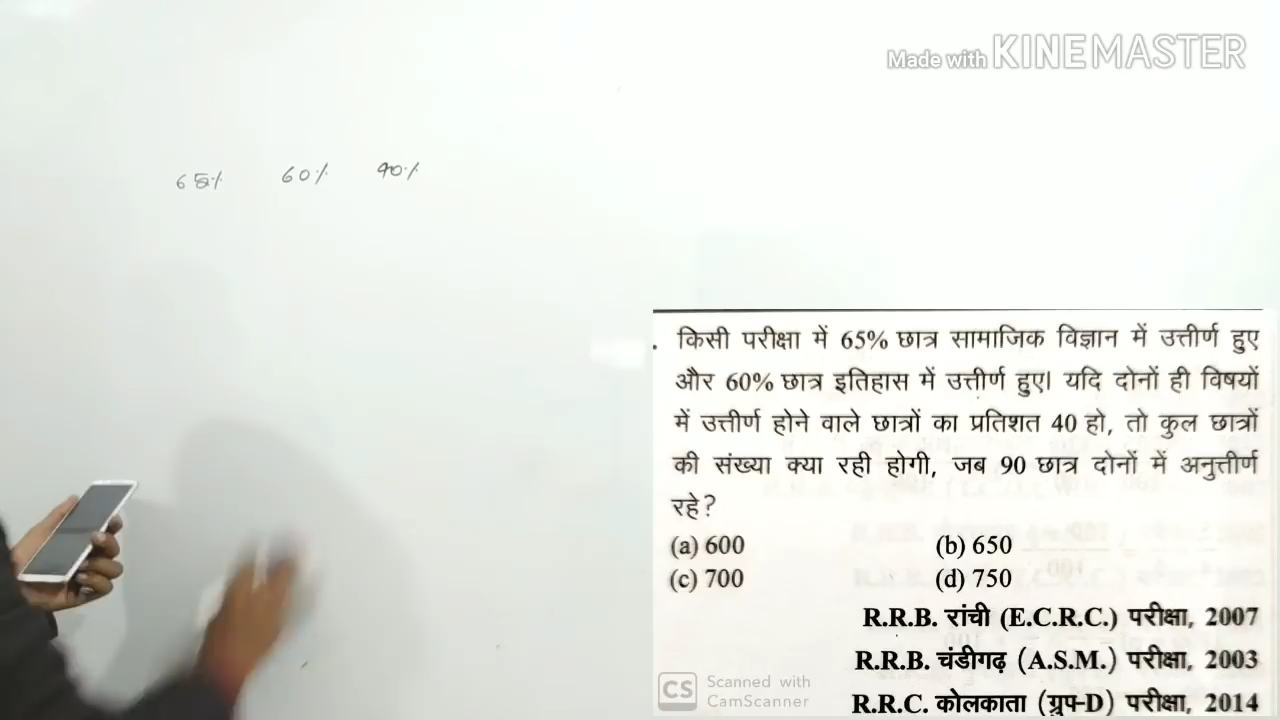 Made with KINEMASTER
65% 60% 40%
. किसी परीक्षा में 65% छात्र सामाजिक विज्ञान में उत्तीर्ण हुए
और 60% छात्र इतिहास में उत्तीर्ण हुए। यदि दोनों ही विषयों
में उत्तीर्ण होने वाले छात्रों का प्रतिशत 40 हो, तो कुल छात्रों
की संख्या क्या रही होगी, जब 90 छात्र दोनों में अनुत्तीर्ण
रहे?
(a) 600 (b) 650
(c) 700 (d) 750
R.R.B. रांची (E.C.R.C.) परीक्षा, 2007
R.R.B. चंडीगढ़ (A.S.M.) परीक्षा, 2003
R.R.C. कोलकाता (ग्रुप-D) परीक्षा, 2014
CS Scanned with
CamScanner